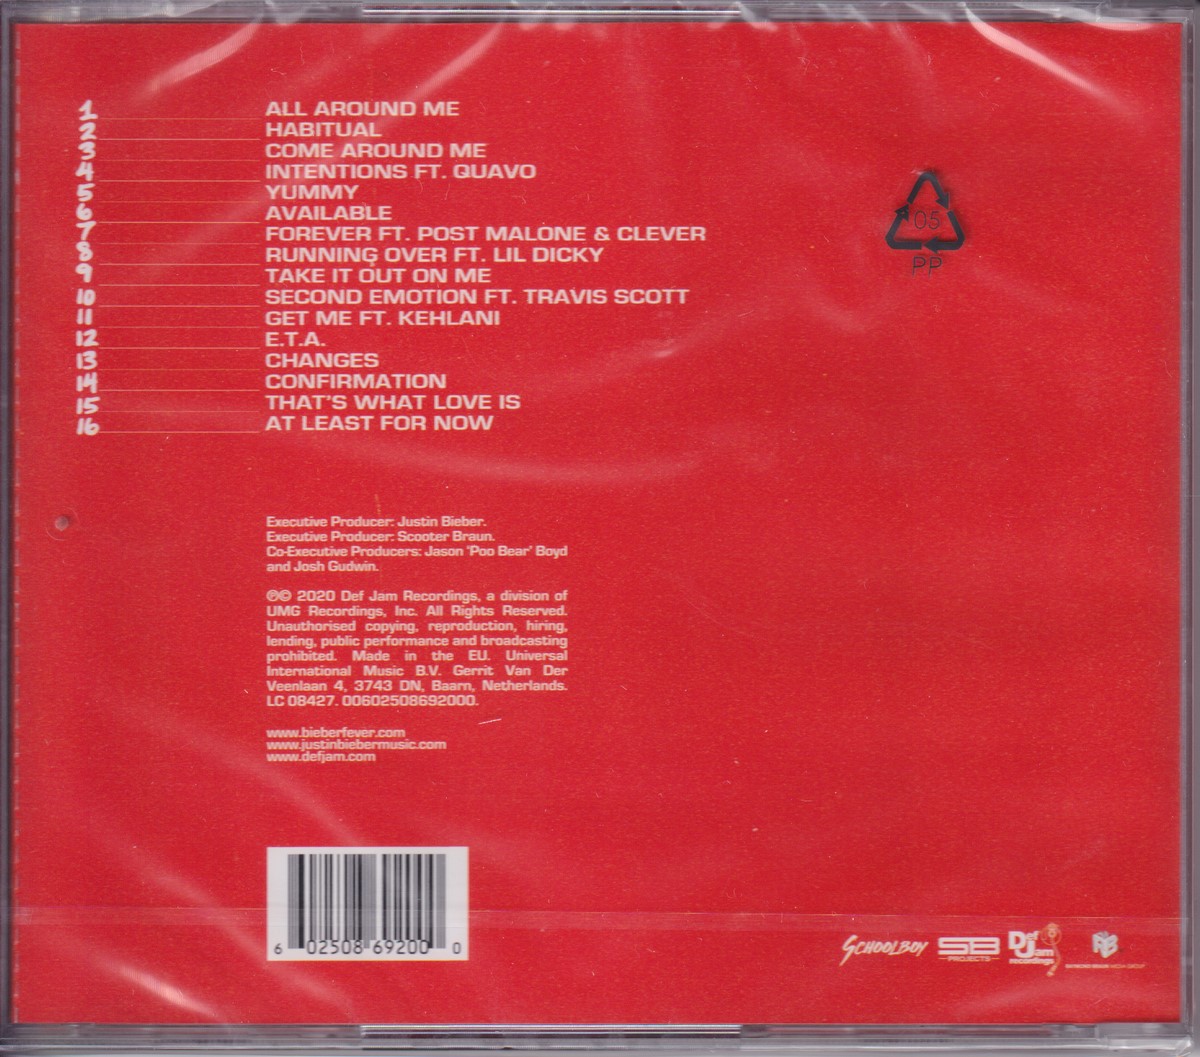 1 ALL AROUND ME
2 HABITUAL
3 COME AROUND ME
4 INTENTIONS FT. QUAVO
5 YUMMY
6 AVAILABLE
7 FOREVER FT. POST MALONE & CLEVER
8 RUNNING OVER FT. LIL DICKY
9 TAKE IT OUT ON ME
10 SECOND EMOTION FT. TRAVIS SCOTT
11 GET ME FT. KEHLANI
12 E.T.A.
13 CHANGES
14 CONFIRMATION
15 THAT'S WHAT LOVE IS
16 AT LEAST FOR NOW
05
PP
Executive Producer: Justin Bieber.
Executive Producer: Scooter Braun.
Co-Executive Producers: Jason 'Poo Bear' Boyd
and Josh Gudwin.
℗© 2020 Def Jam Recordings, a division of
UMG Recordings, Inc. All Rights Reserved.
Unauthorised copying, reproduction, hiring,
lending, public performance and broadcasting
prohibited. Made in the EU. Universal
International Music B.V. Gerrit Van Der
Veenlaan 4, 3743 DN, Baarn, Netherlands.
LC 08427. 00602508692000.
www.bieberfever.com
www.justinbiebermusic.com
www.defjam.com
6 02508 69200 0
SCHOOLBOY
SB
PROJECTS
Def
Jam
recordings
RB
RAYMOND BRAUN MEDIA GROUP